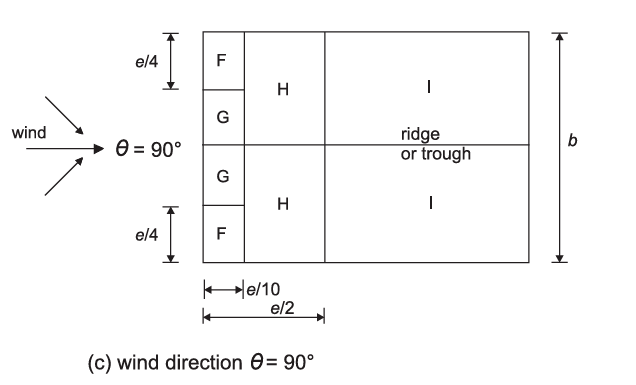 e/4
F
H
I
G
wind
θ = 90°
ridge
or trough
b
G
H
I
e/4
F
e/10
e/2
(c) wind direction θ = 90°